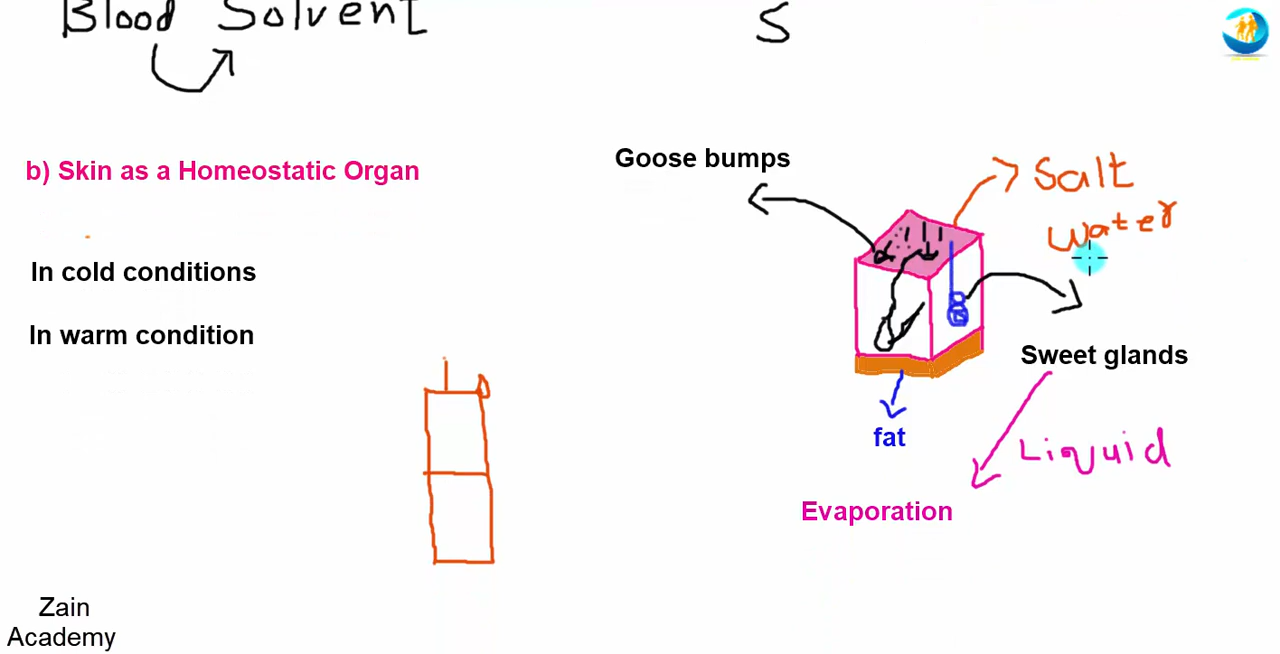 Blood Solvent
S
b) Skin as a Homeostatic Organ
Goose bumps
Salt
water
In cold conditions
In warm condition
Sweet glands
fat
Liquid
Evaporation
Zain
Academy